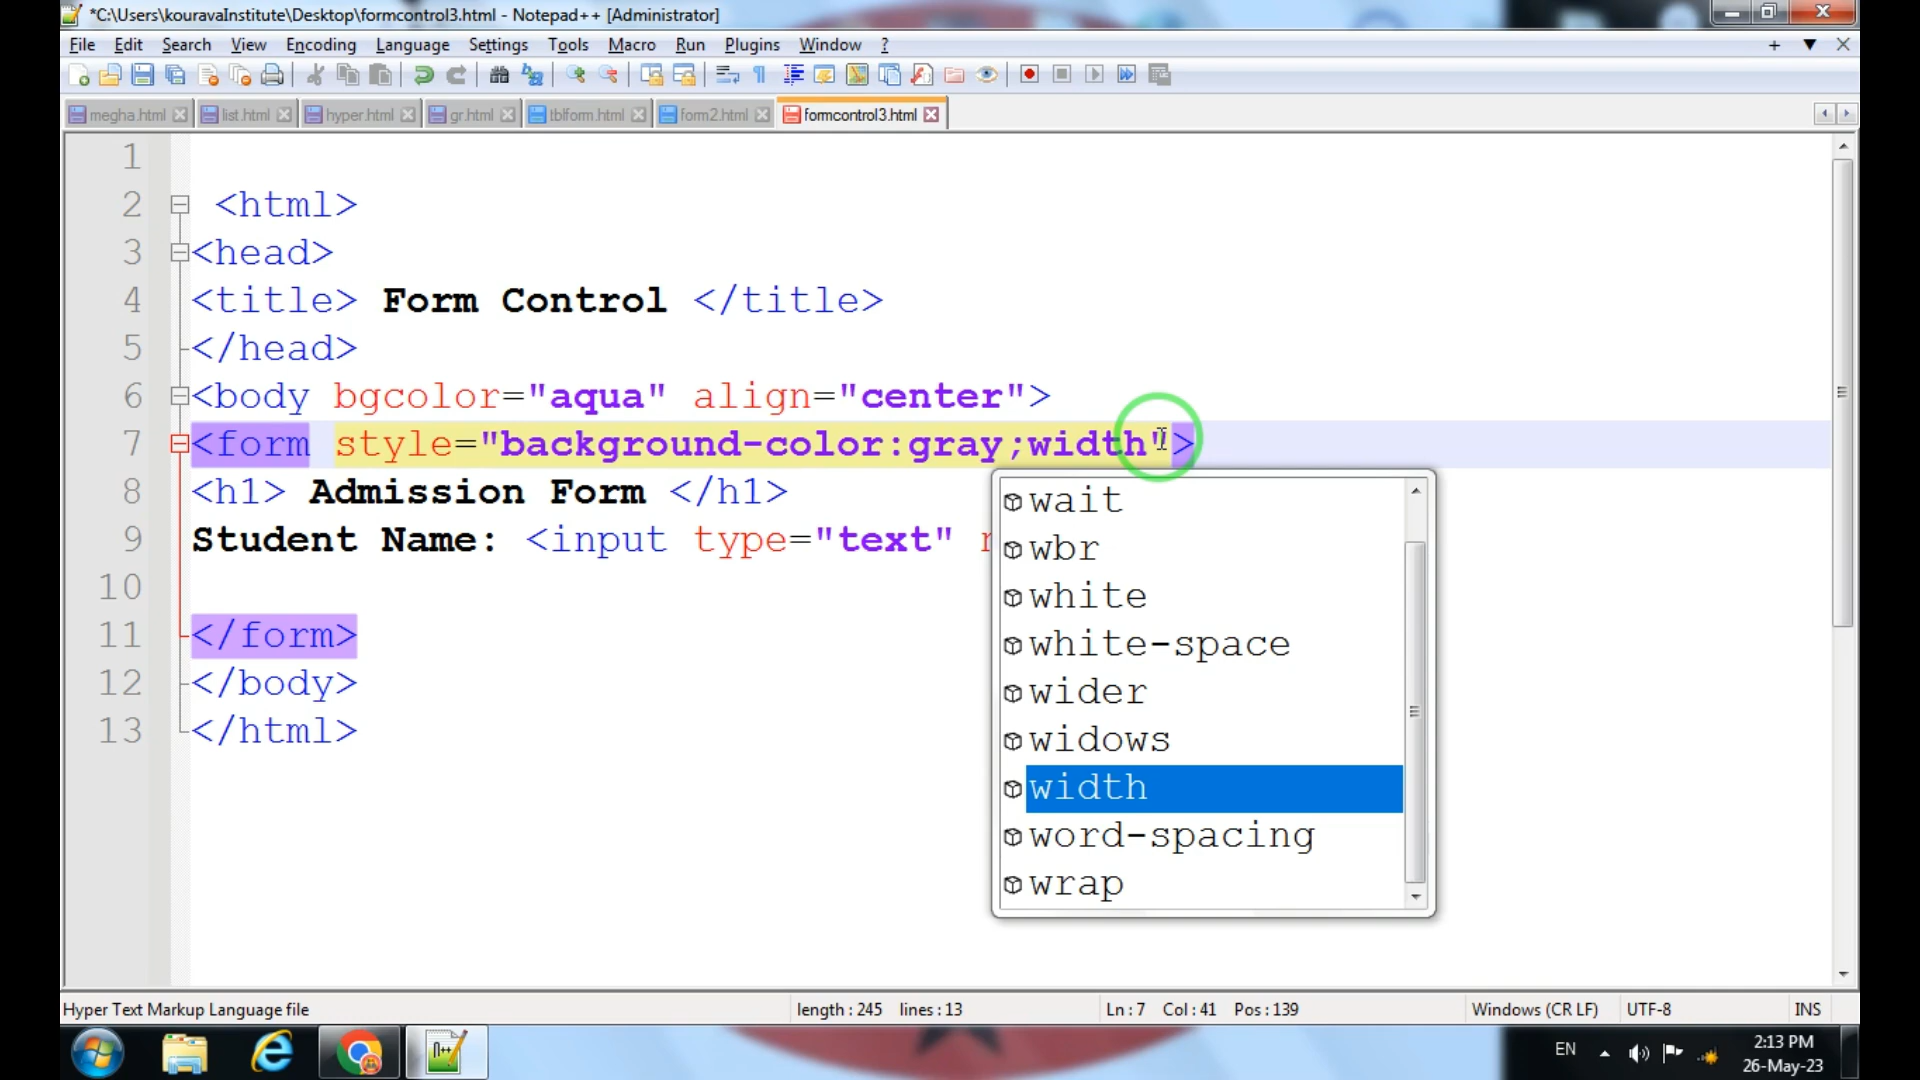 *C:\Users\kouravaInstitute\Desktop\formcontrol3.html - Notepad++ [Administrator]
File Edit Search View Encoding Language Settings Tools Macro Run Plugins Window ?
megha.html list.html hyper.html gr.html tblform.html form2.html formcontrol3.html
1
2 <html>
3 <head>
4 <title> Form Control </title>
5 </head>
6 <body bgcolor="aqua" align="center">
7 <form style="background-color:gray;width">
8 <h1> Admission Form </h1>
9 Student Name: <input type="text"
10
11 </form>
12 </body>
13 </html>
wait
wbr
white
white-space
wider
widows
width
word-spacing
wrap
Hyper Text Markup Language file length : 245 lines : 13 Ln : 7 Col : 41 Pos : 139 Windows (CR LF) UTF-8 INS
EN 2:13 PM
26-May-23